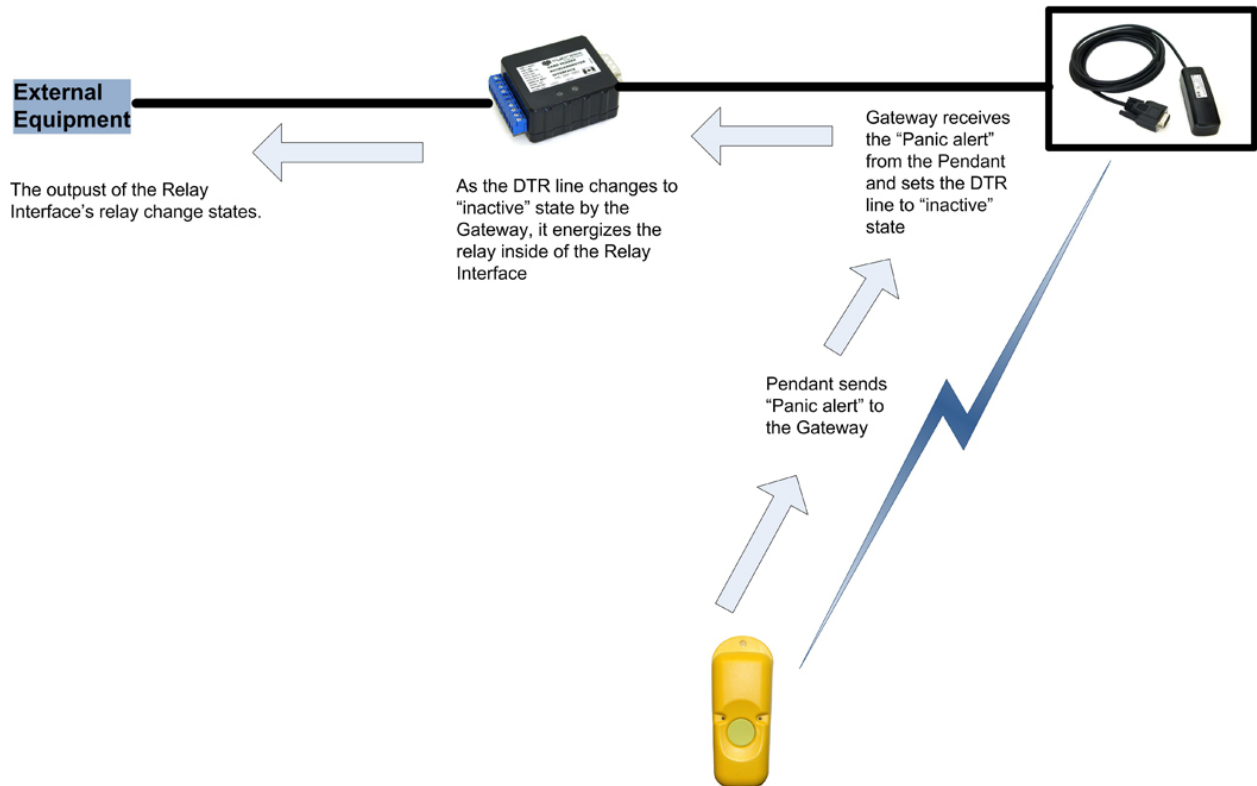 External
Equipment
The outpust of the Relay
Interface's relay change states.
As the DTR line changes to
"inactive" state by the
Gateway, it energizes the
relay inside of the Relay
Interface
Gateway receives
the "Panic alert"
from the Pendant
and sets the DTR
line to "inactive"
state
Pendant sends
"Panic alert" to
the Gateway